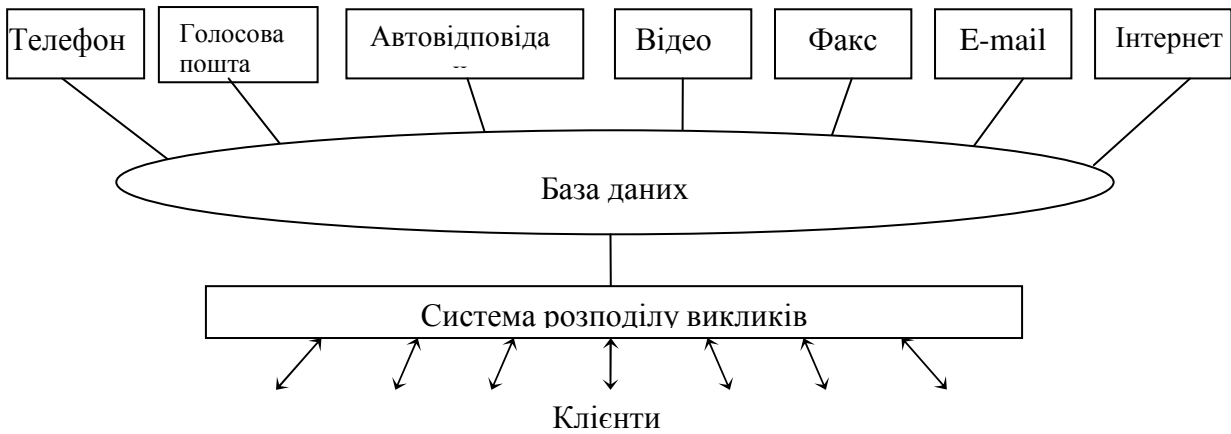 Телефон
Голосова
пошта
Автовідповіда
Відео
Факс
E-mail
Інтернет
База даних
Система розподілу викликів
Клієнти